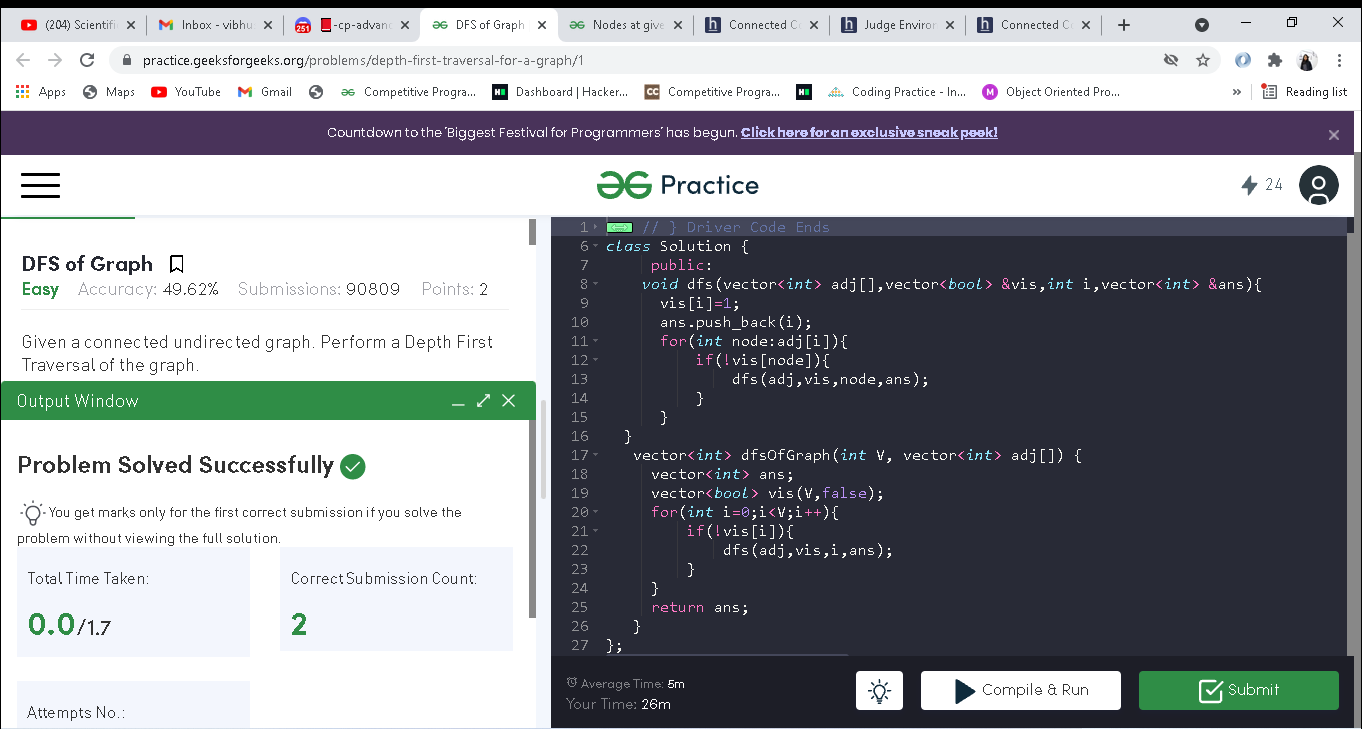 (204) Scientifi
Inbox - vibhu
251
-cp-advan
DFS of Graph
Nodes at give
Connected Co
Judge Environ
Connected Co
practice.geeksforgeeks.org/problems/depth-first-traversal-for-a-graph/1
Apps
Maps
YouTube
Gmail
Competitive Progra...
Dashboard | Hacker...
Competitive Progra...
Coding Practice - In...
Object Oriented Pro...
»
Reading list
Countdown to the 'Biggest Festival for Programmers' has begun. Click here for an exclusive sneak peek!
Practice
24
DFS of Graph
Easy Accuracy: 49.62% Submissions: 90809 Points: 2
Given a connected undirected graph. Perform a Depth First
Traversal of the graph.
Output Window
Problem Solved Successfully
You get marks only for the first correct submission if you solve the
problem without viewing the full solution.
Total Time Taken:
0.0/1.7
Correct Submission Count:
2
Attempts No.:
1 // } Driver Code Ends
6 class Solution {
7 public:
8 void dfs(vector<int> adj[],vector<bool> &vis,int i,vector<int> &ans){
9 vis[i]=1;
10 ans.push_back(i);
11 for(int node:adj[i]){
12 if(!vis[node]){
13 dfs(adj,vis,node,ans);
14 }
15 }
16 }
17 vector<int> dfsOfGraph(int V, vector<int> adj[]) {
18 vector<int> ans;
19 vector<bool> vis(V,false);
20 for(int i=0;i<V;i++){
21 if(!vis[i]){
22 dfs(adj,vis,i,ans);
23 }
24 }
25 return ans;
26 }
27 };
Average Time: 5m
Your Time: 26m
Compile & Run
Submit